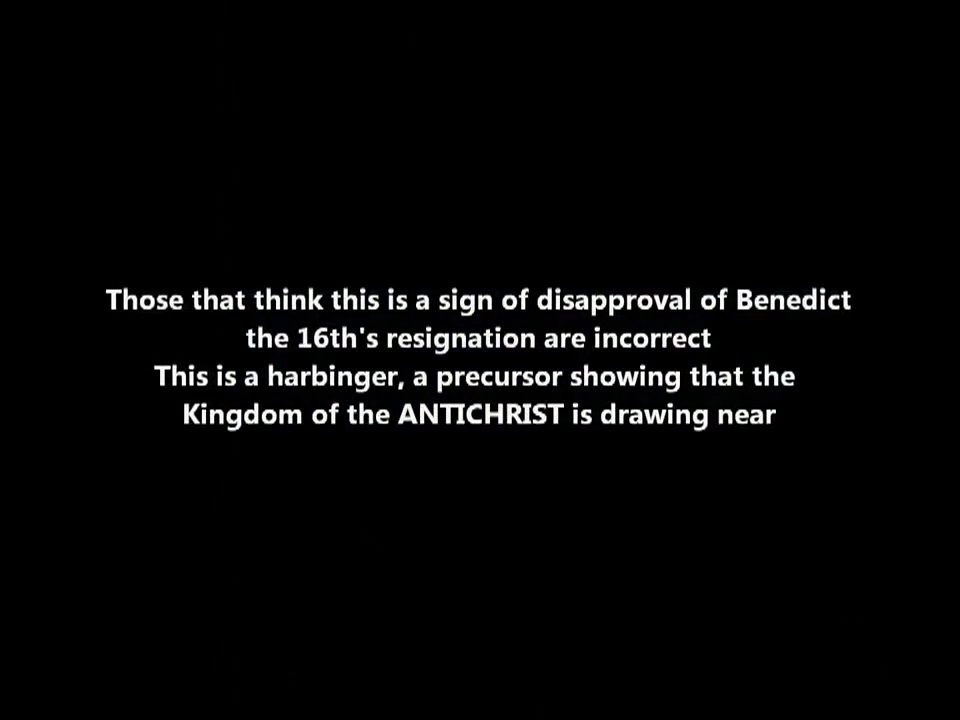 Those that think this is a sign of disapproval of Benedict
the 16th's resignation are incorrect
This is a harbinger, a precursor showing that the
Kingdom of the ANTICHRIST is drawing near